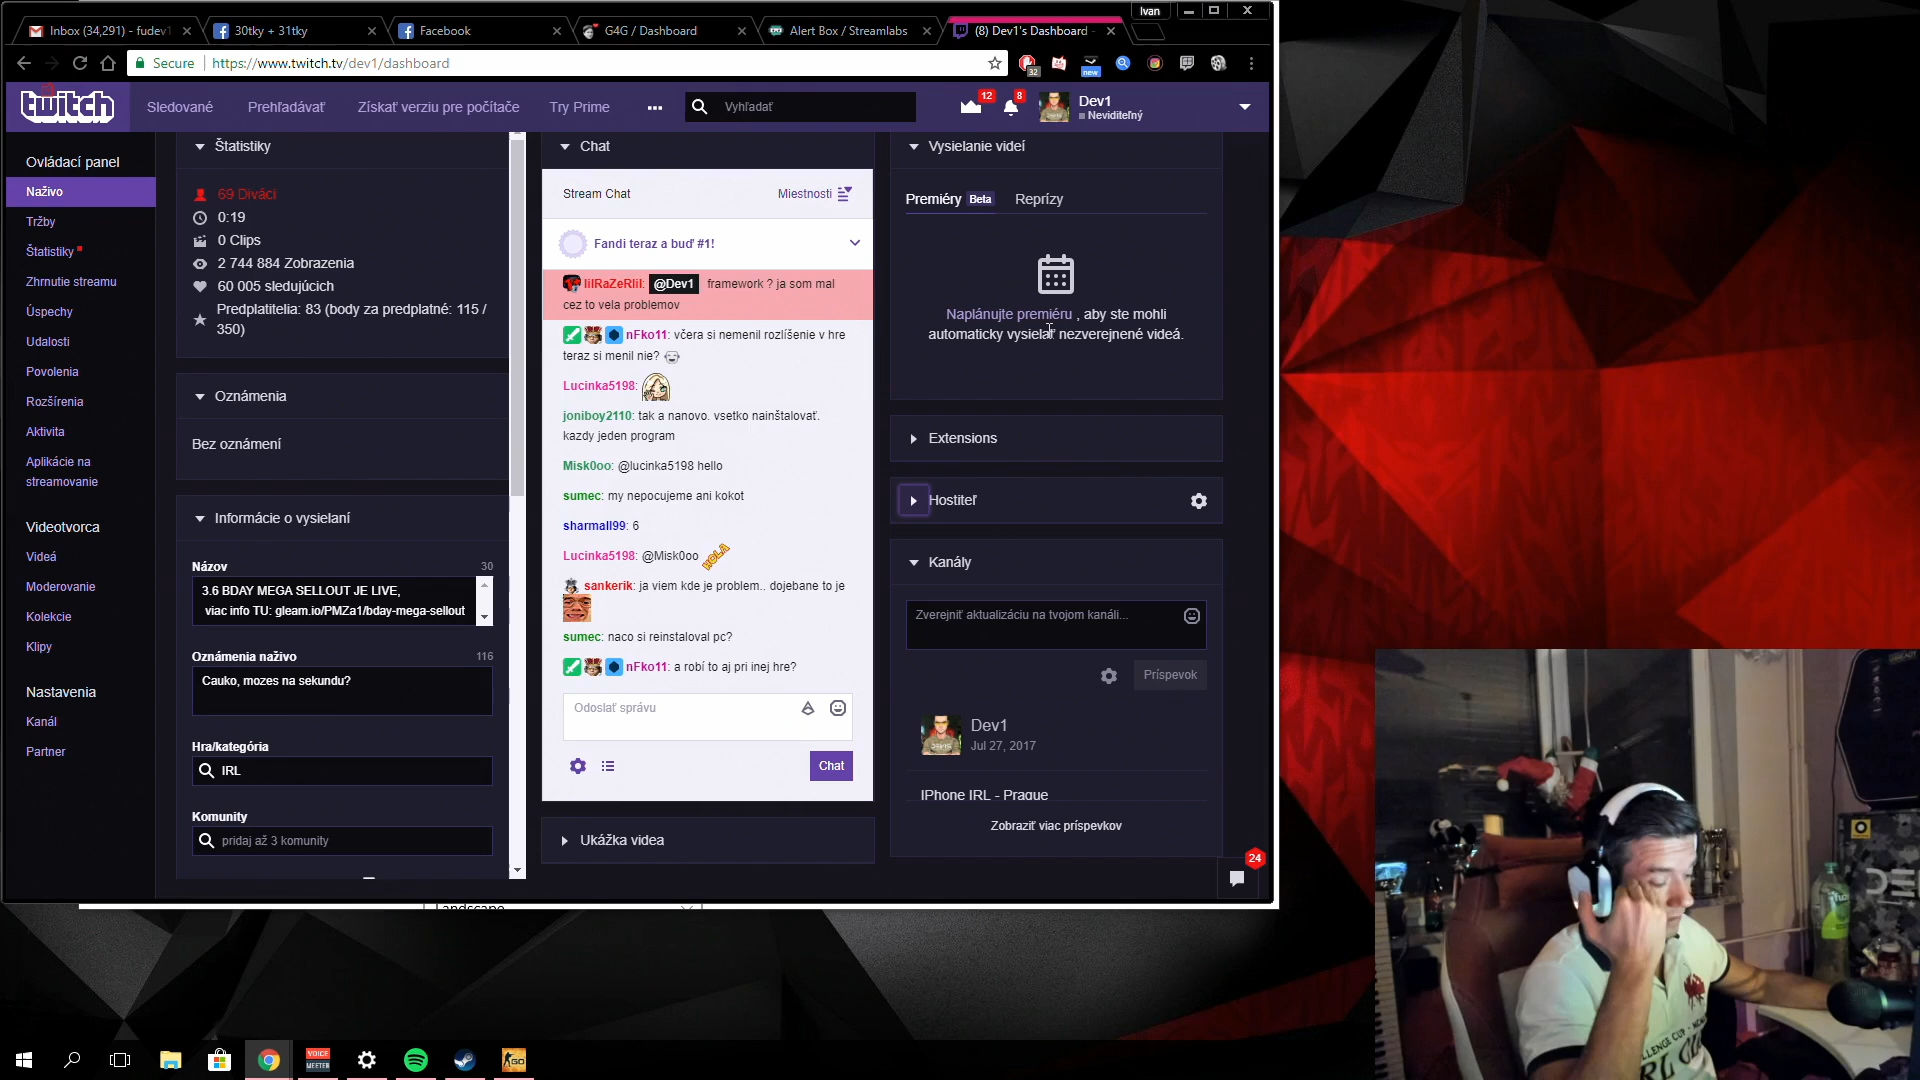 Ivan
Inbox (34,291) - fudev1
30tky + 31tky
Facebook
G4G / Dashboard
Alert Box / Streamlabs
(8) Dev1's Dashboard -
Secure
https://www.twitch.tv/dev1/dashboard
32
new
twitch
Sledované
Prehľadávať
Získať verziu pre počítače
Try Prime
Vyhľadať
12
8
Dev1
Neviditeľný
Ovládací panel
Naživo
Tržby
Štatistiky
Zhrnutie streamu
Úspechy
Udalosti
Povolenia
Rozšírenia
Aktivita
Aplikácie na
streamovanie
Videotvorca
Videá
Moderovanie
Kolekcie
Klipy
Nastavenia
Kanál
Partner
Štatistiky
69 Diváci
0:19
0 Clips
2 744 884 Zobrazenia
60 005 sledujúcich
Predplatitelia: 83 (body za predplatné: 115 /
350)
Oznámenia
Bez oznámení
Informácie o vysielaní
Názov
30
3.6 BDAY MEGA SELLOUT JE LIVE,
viac info TU: gleam.io/PMZa1/bday-mega-sellout
Oznámenia naživo
116
Cauko, mozes na sekundu?
Hra/kategória
IRL
Komunity
pridaj až 3 komunity
Chat
Stream Chat
Miestnosti
Fandi teraz a buď #1!
lilRaZeRlil: @Dev1 framework ? ja som mal
cez to vela problemov
nFko11: včera si nemenil rozlíšenie v hre
teraz si menil nie?
Lucinka5198:
joniboy2110: tak a nanovo. vsetko nainštalovať.
kazdy jeden program
Misk0oo: @lucinka5198 hello
sumec: my nepocujeme ani kokot
sharmall99: 6
Lucinka5198: @Misk0oo HOLA
sankerik: ja viem kde je problem.. dojebane to je
sumec: naco si reinstaloval pc?
nFko11: a robí to aj pri inej hre?
Odoslať správu
Chat
Ukážka videa
Vysielanie videí
Premiéry Beta
Reprízy
Naplánujte premiéru , aby ste mohli
automaticky vysielať nezverejnené videá.
Extensions
Hostiteľ
Kanály
Zverejniť aktualizáciu na tvojom kanáli...
Príspevok
Dev1
Jul 27, 2017
IPhone IRL - Prague
Zobraziť viac príspevkov
24
VOICE
MEETER
GO